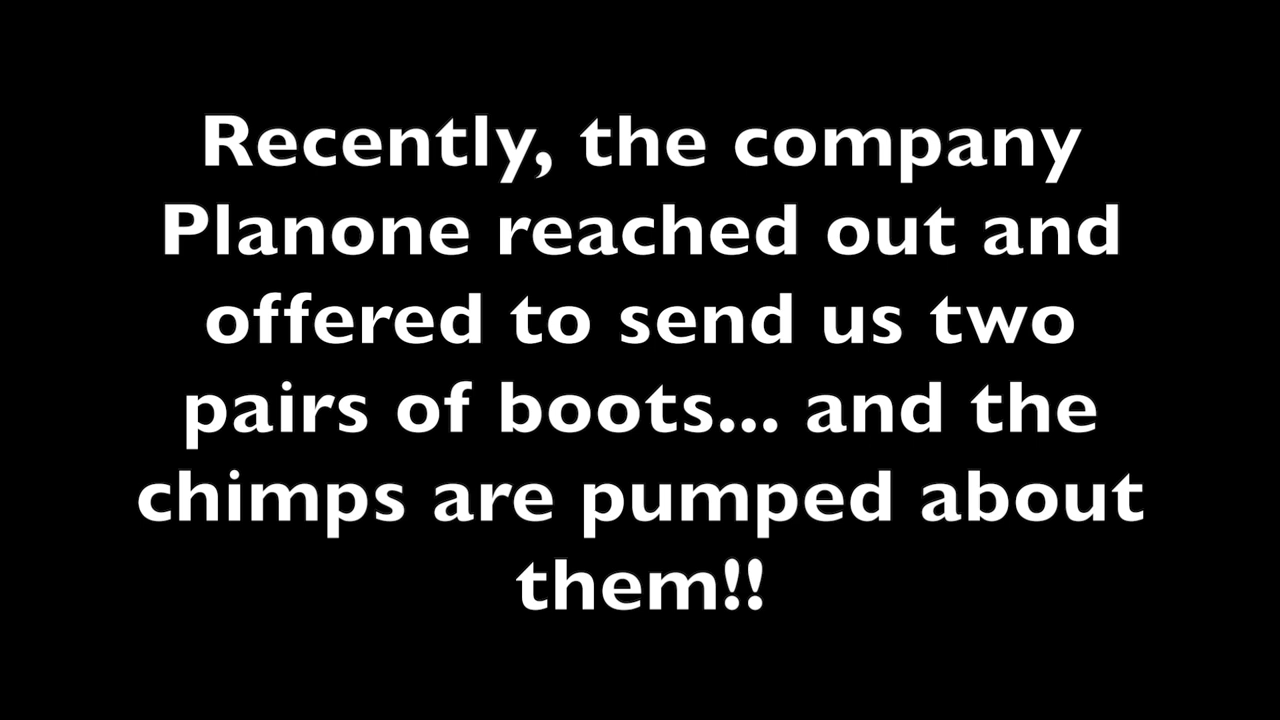 Recently, the company
Planone reached out and
offered to send us two
pairs of boots... and the
chimps are pumped about
them!!